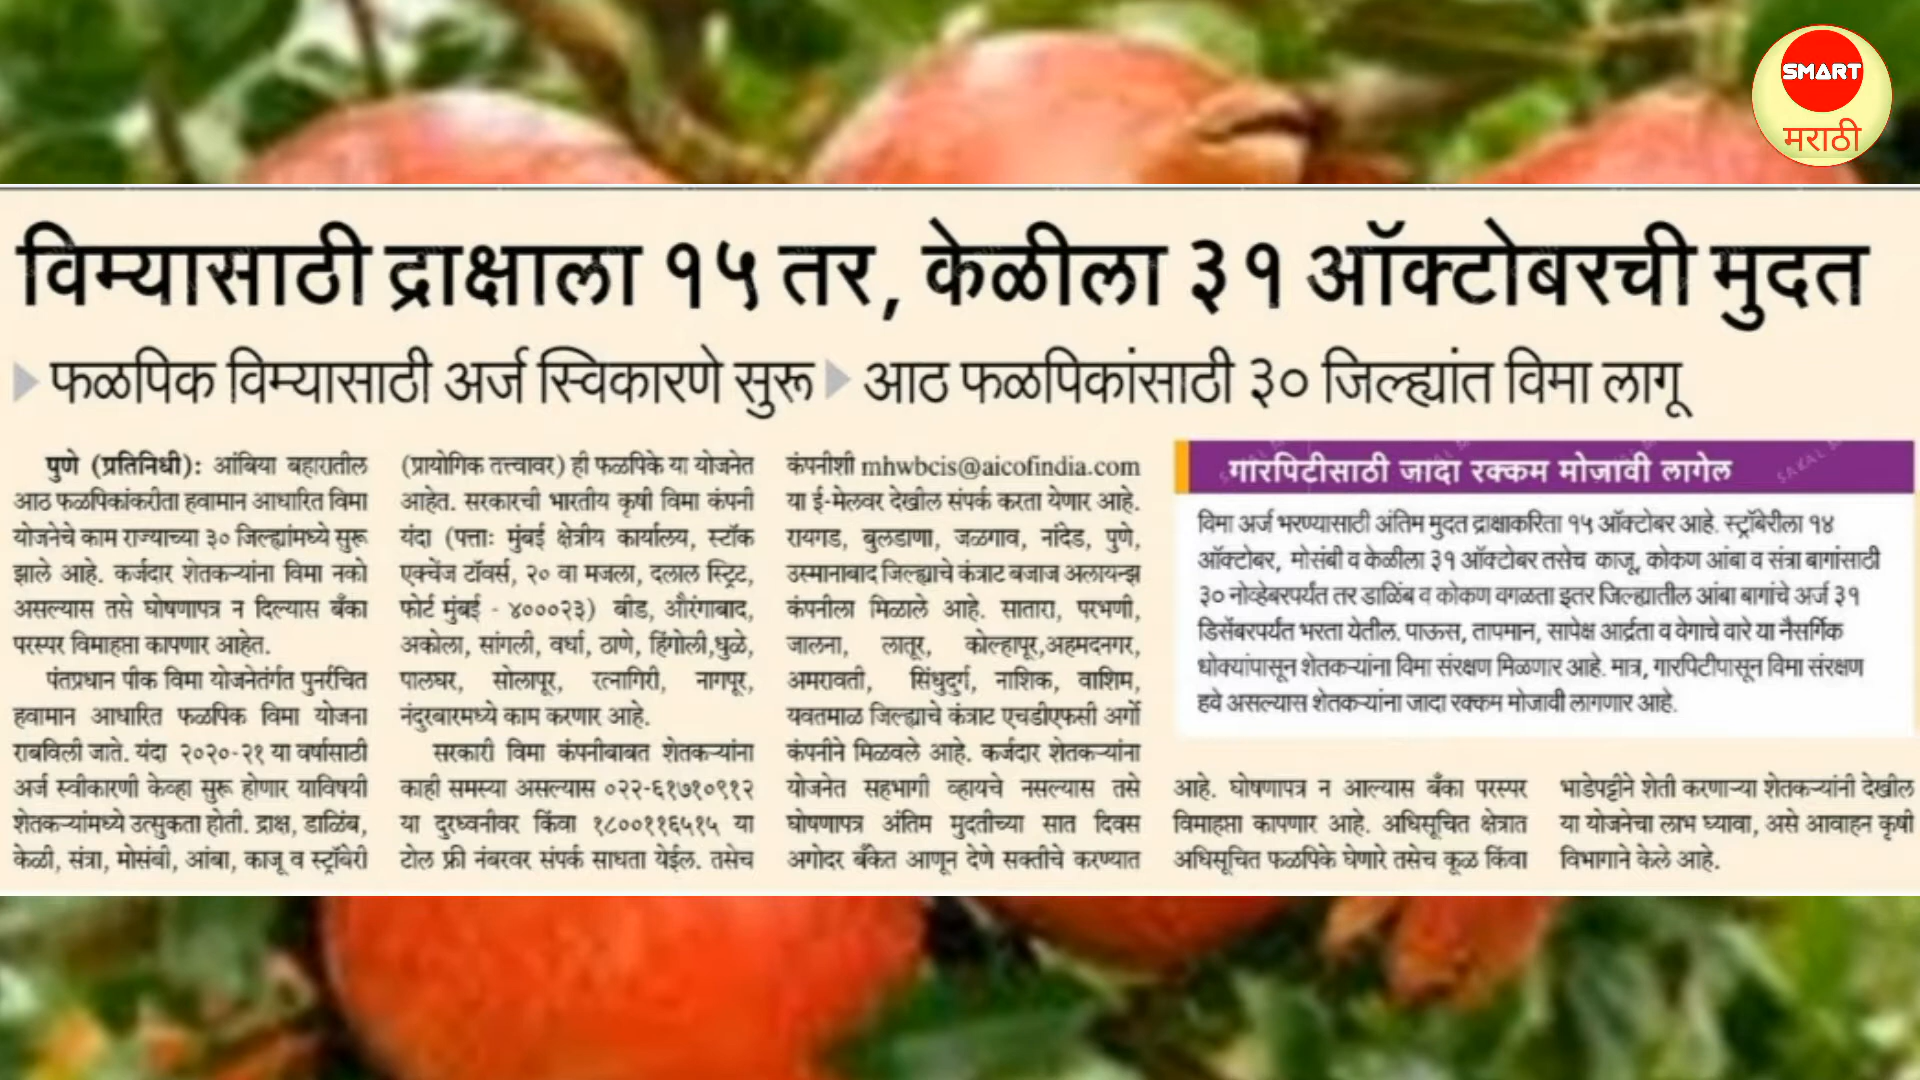 SMART
मराठी
विम्यासाठी द्राक्षाला १५ तर, केळीला ३१ ऑक्टोबरची मुदत
फळपिक विम्यासाठी अर्ज स्विकारणे सुरू
आठ फळपिकांसाठी ३० जिल्ह्यांत विमा लागू
पुणे (प्रतिनिधी): आंबिया बहारातील
आठ फळपिकांकरीता हवामान आधारित विमा
योजनेचे काम राज्याच्या ३० जिल्ह्यांमध्ये सुरू
झाले आहे. कर्जदार शेतकऱ्यांना विमा नको
असल्यास तसे घोषणापत्र न दिल्यास बँका
परस्पर विमाहप्ता कापणार आहेत.
पंतप्रधान पीक विमा योजनेतंर्गत पुनर्रचित
हवामान आधारित फळपिक विमा योजना
राबविली जाते. यंदा २०२०-२१ या वर्षासाठी
अर्ज स्वीकारणी केव्हा सुरू होणार याविषयी
शेतकऱ्यांमध्ये उत्सुकता होती. द्राक्ष, डाळिंब,
केळी, संत्रा, मोसंबी, आंबा, काजू व स्ट्रॉबेरी
(प्रायोगिक तत्त्वावर) ही फळपिके या योजनेत
आहेत. सरकारची भारतीय कृषी विमा कंपनी
यंदा (पत्ताः मुंबई क्षेत्रीय कार्यालय, स्टॉक
एक्चेंज टॉवर्स, २० वा मजला, दलाल स्ट्रिट,
फोर्ट मुंबई - ४०००२३) बीड, औरंगाबाद,
अकोला, सांगली, वर्धा, ठाणे, हिंगोली,धुळे,
पालघर, सोलापूर, रत्नागिरी, नागपूर,
नंदुरबारमध्ये काम करणार आहे.
सरकारी विमा कंपनीबाबत शेतकऱ्यांना
काही समस्या असल्यास ०२२-६१७१०९१२
या दुरध्वनीवर किंवा १८००११६५१५ या
टोल फ्री नंबरवर संपर्क साधता येईल. तसेच
कंपनीशी mhwbcis@aicofindia.com
या ई-मेलवर देखील संपर्क करता येणार आहे.
रायगड, बुलडाणा, जळगाव, नांदेड, पुणे,
उस्मानाबाद जिल्ह्याचे कंत्राट बजाज अलायन्झ
कंपनीला मिळाले आहे. सातारा, परभणी,
जालना, लातूर, कोल्हापूर,अहमदनगर,
अमरावती, सिंधुदुर्ग, नाशिक, वाशिम,
यवतमाळ जिल्ह्याचे कंत्राट एचडीएफसी अर्गो
कंपनीने मिळवले आहे. कर्जदार शेतकऱ्यांना
योजनेत सहभागी व्हायचे नसल्यास तसे
घोषणापत्र अंतिम मुदतीच्या सात दिवस
अगोदर बँकेत आणून देणे सक्तीचे करण्यात
गारपिटीसाठी जादा रक्कम मोजावी लागेल
विमा अर्ज भरण्यासाठी अंतिम मुदत द्राक्षाकरिता १५ ऑक्टोबर आहे. स्ट्रॉबेरीला १४
ऑक्टोबर, मोसंबी व केळीला ३१ ऑक्टोबर तसेच काजू, कोकण आंबा व संत्रा बागांसाठी
३० नोव्हेंबरपर्यंत तर डाळिंब व कोकण वगळता इतर जिल्ह्यातील आंबा बागांचे अर्ज ३१
डिसेंबरपर्यंत भरता येतील. पाऊस, तापमान, सापेक्ष आर्द्रता व वेगाचे वारे या नैसर्गिक
धोक्यांपासून शेतकऱ्यांना विमा संरक्षण मिळणार आहे. मात्र, गारपिटीपासून विमा संरक्षण
हवे असल्यास शेतकऱ्यांना जादा रक्कम मोजावी लागणार आहे.
आहे. घोषणापत्र न आल्यास बँका परस्पर
विमाहप्ता कापणार आहे. अधिसूचित क्षेत्रात
अधिसूचित फळपिके घेणारे तसेच कूळ किंवा
भाडेपट्टीने शेती करणाऱ्या शेतकऱ्यांनी देखील
या योजनेचा लाभ घ्यावा, असे आवाहन कृषी
विभागाने केले आहे.